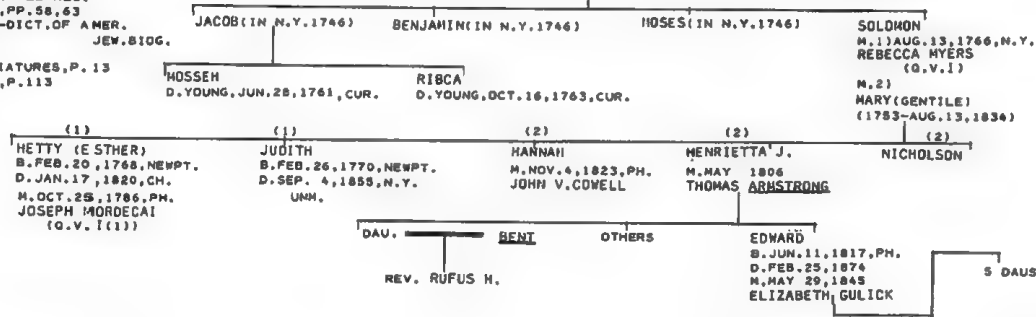 ,PP.58,63
-DICT.OF AMER.
JEW.BIOG.
IATURES,P.13
,P.113
JACOB(IN N.Y.1746)
BENJAMIN(IN N.Y.1746)
MOSES(IN N.Y.1746)
SOLOMON
M.1)AUG.13,1766,N.Y.
REBECCA MYERS
(Q.V.I)
M.2)
MARY(GENTILE)
(1753-AUG.13,1834)
MOSSEH
D.YOUNG,JUN.28,1761,CUR.
RIBCA
D.YOUNG,OCT.16,1763,CUR.
(1)
HETTY (ESTHER)
B.FEB.20,1768,NEWPT.
D.JAN.17,1820,CH.
M.OCT.25,1786,PH.
JOSEPH MORDECAI
(Q.V.I(1))
(1)
JUDITH
B.FEB.26,1770,NEWPT.
D.SEP. 4,1855,N.Y.
UNM.
(2)
HANNAH
M.NOV.4,1823,PH.
JOHN V.COWELL
(2)
HENRIETTA J.
M.MAY 1806
THOMAS ARMSTRONG
(2)
NICHOLSON
DAU.
BENT
OTHERS
EDWARD
B.JUN.11,1817,PH.
D.FEB.25,1874
M.MAY 29,1845
ELIZABETH GULICK
REV. RUFUS H.
5 DAUS